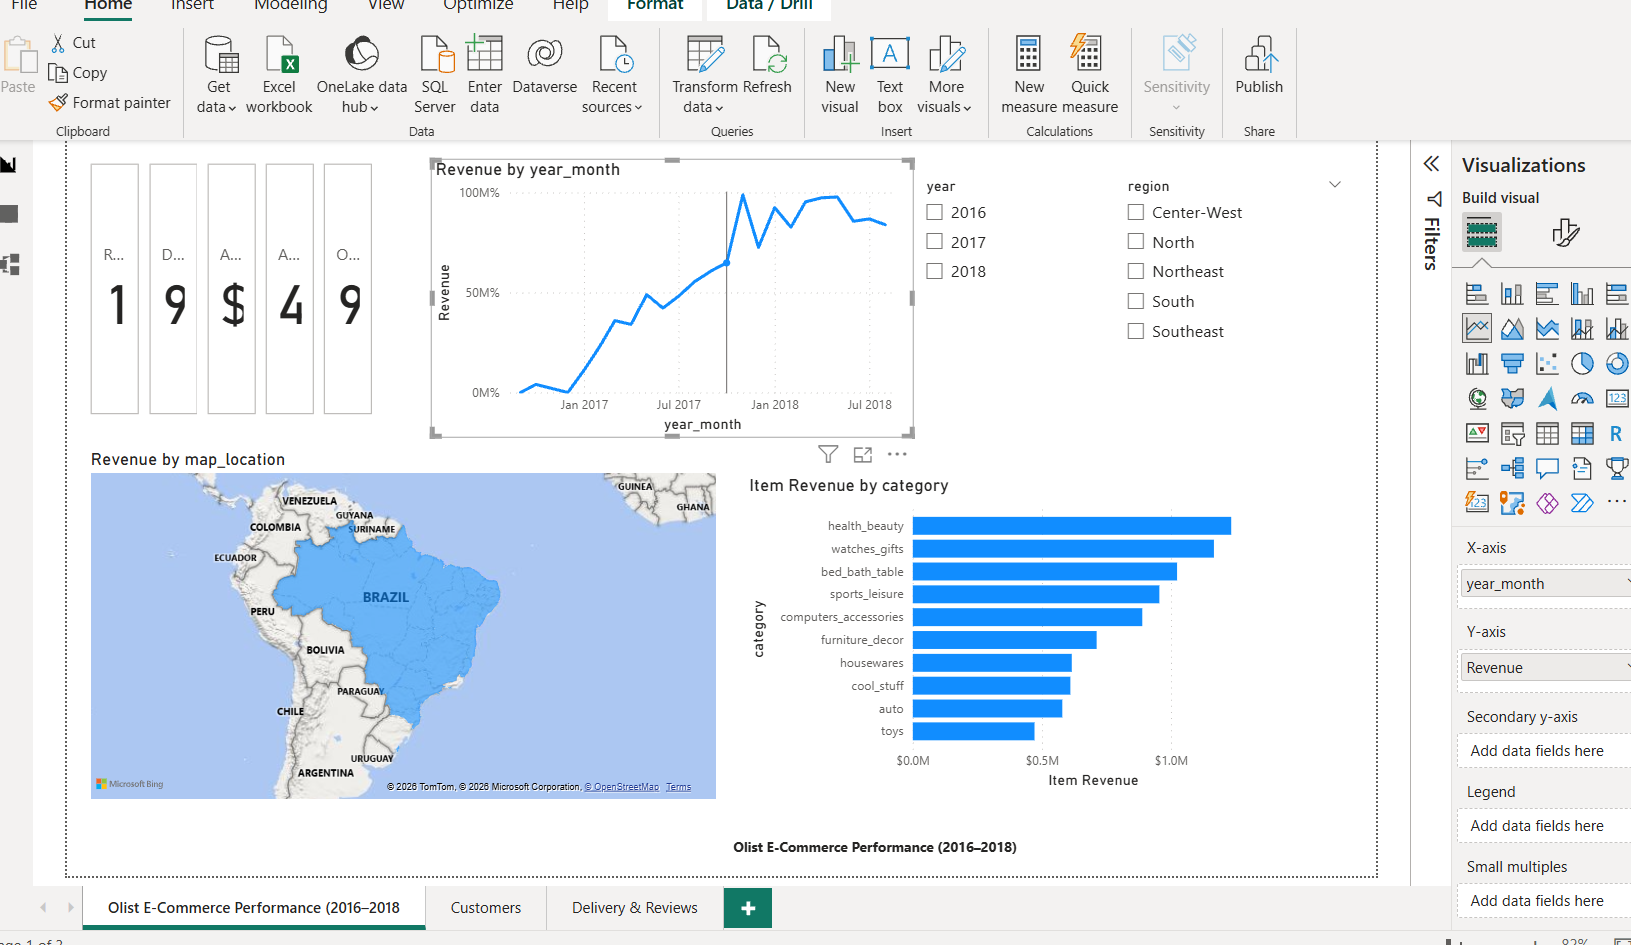 File Home Insert Modeling View Optimize Help Format Data / Drill
Paste
Cut
Copy
Format painter
Clipboard
Get data
Excel workbook
OneLake data hub
SQL Server
Enter data
Dataverse
Recent sources
Data
Transform data
Refresh
Queries
New visual
Text box
More visuals
Insert
New measure
Quick measure
Calculations
Sensitivity
Sensitivity
Publish
Share
R...
1
D...
9
A...
$
A...
4
O...
9
Revenue by year_month
100M%
50M%
0M%
Revenue
Jan 2017 Jul 2017 Jan 2018 Jul 2018
year_month
year
2016
2017
2018
region
Center-West
North
Northeast
South
Southeast
Revenue by map_location
GUINEA
GHANA
VENEZUELA
GUYANA
COLOMBIA
SURINAME
ECUADOR
BRAZIL
PERU
BOLIVIA
PARAGUAY
CHILE
URUGUAY
ARGENTINA
Microsoft Bing
© 2026 TomTom, © 2026 Microsoft Corporation, © OpenStreetMap Terms
Item Revenue by category
category
health_beauty
watches_gifts
bed_bath_table
sports_leisure
computers_accessories
furniture_decor
housewares
cool_stuff
auto
toys
$0.0M $0.5M $1.0M
Item Revenue
Olist E-Commerce Performance (2016–2018)
Filters
Visualizations
Build visual
123
R
123
X-axis
year_month
Y-axis
Revenue
Secondary y-axis
Add data fields here
Legend
Add data fields here
Small multiples
Add data fields here
Olist E-Commerce Performance (2016–2018
Customers
Delivery & Reviews